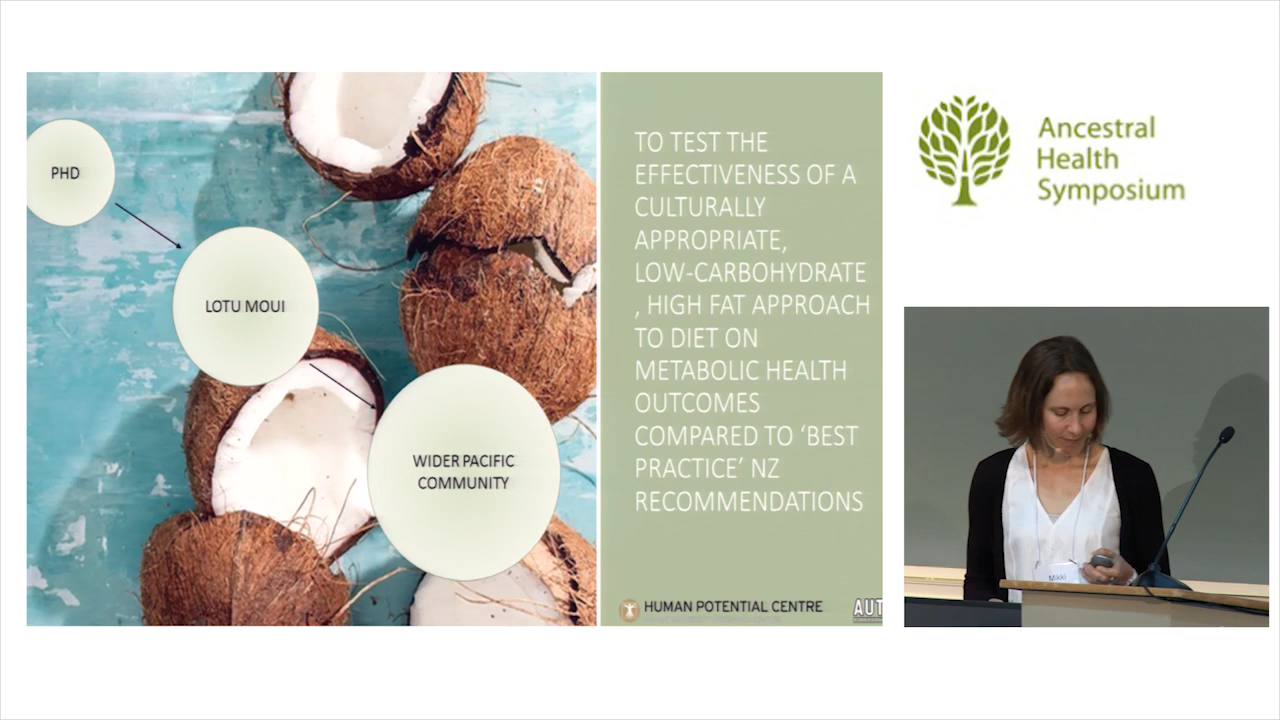 PHD
LOTU MOUI
WIDER PACIFIC
COMMUNITY
TO TEST THE
EFFECTIVENESS OF A
CULTURALLY
APPROPRIATE,
LOW-CARBOHYDRATE
, HIGH FAT APPROACH
TO DIET ON
METABOLIC HEALTH
OUTCOMES
COMPARED TO ‘BEST
PRACTICE’ NZ
RECOMMENDATIONS
HUMAN POTENTIAL CENTRE
AUT
Ancestral
Health
Symposium
Mikki